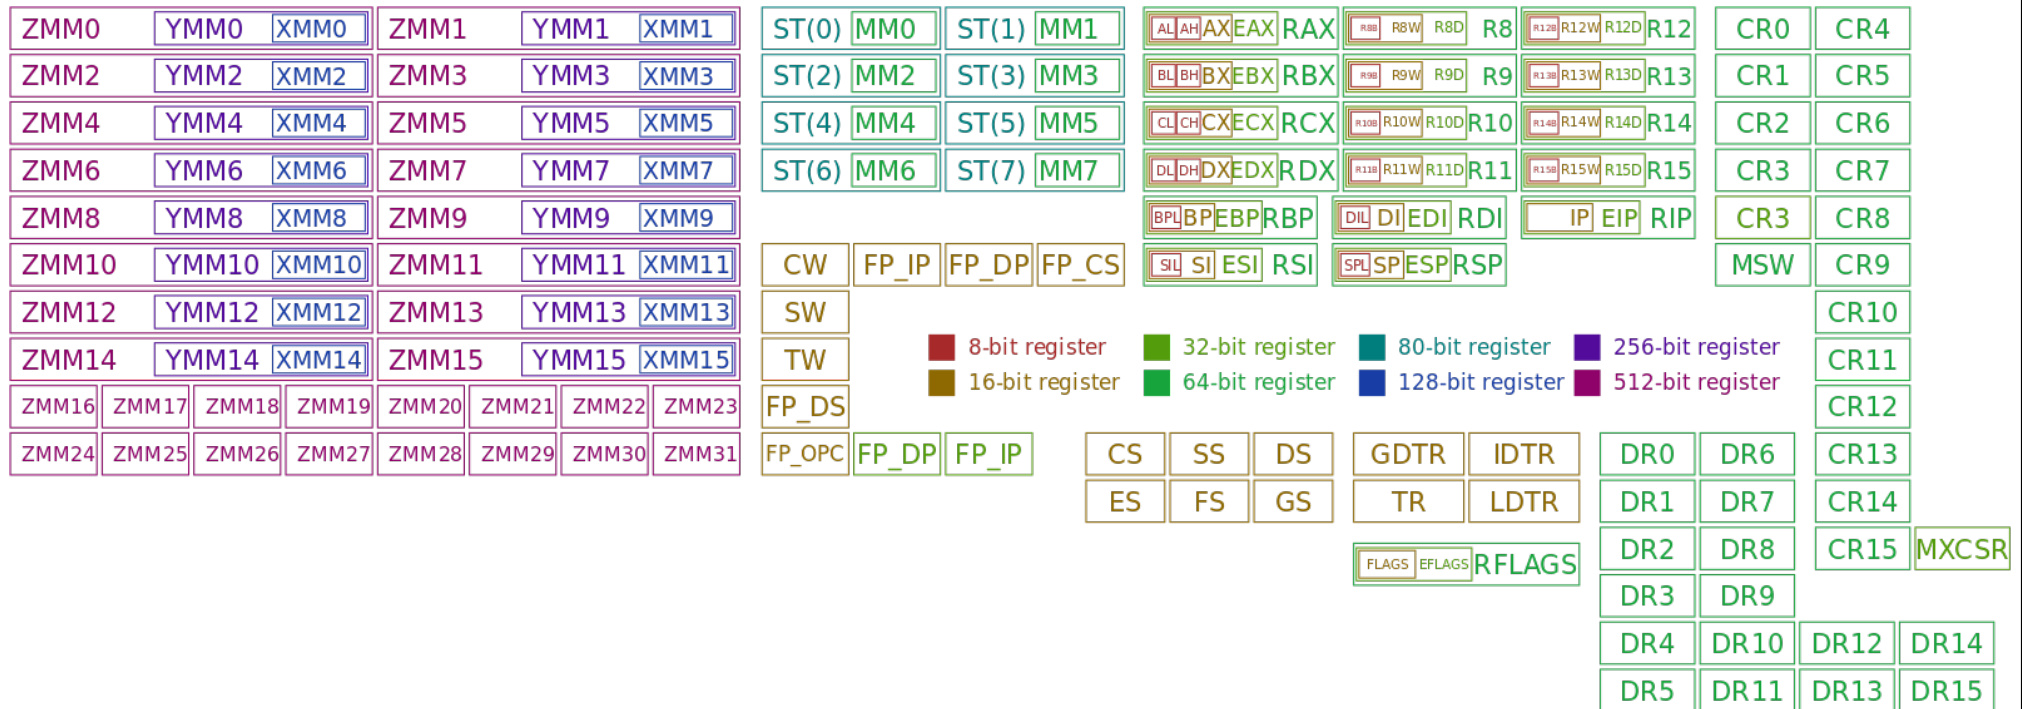 ZMM0 YMM0 XMM0 ZMM1 YMM1 XMM1 ST(0) MM0 ST(1) MM1 AL AH AX EAX RAX R8B R8W R8D R8 R12B R12W R12D R12 CR0 CR4
ZMM2 YMM2 XMM2 ZMM3 YMM3 XMM3 ST(2) MM2 ST(3) MM3 BL BH BX EBX RBX R9B R9W R9D R9 R13B R13W R13D R13 CR1 CR5
ZMM4 YMM4 XMM4 ZMM5 YMM5 XMM5 ST(4) MM4 ST(5) MM5 CL CH CX ECX RCX R10B R10W R10D R10 R14B R14W R14D R14 CR2 CR6
ZMM6 YMM6 XMM6 ZMM7 YMM7 XMM7 ST(6) MM6 ST(7) MM7 DL DH DX EDX RDX R11B R11W R11D R11 R15B R15W R15D R15 CR3 CR7
ZMM8 YMM8 XMM8 ZMM9 YMM9 XMM9 BPL BP EBP RBP DIL DI EDI RDI IP EIP RIP CR3 CR8
ZMM10 YMM10 XMM10 ZMM11 YMM11 XMM11 CW FP_IP FP_DP FP_CS SIL SI ESI RSI SPL SP ESP RSP MSW CR9
ZMM12 YMM12 XMM12 ZMM13 YMM13 XMM13 SW CR10
ZMM14 YMM14 XMM14 ZMM15 YMM15 XMM15 TW 8-bit register 32-bit register 80-bit register 256-bit register CR11
16-bit register 64-bit register 128-bit register 512-bit register
ZMM16 ZMM17 ZMM18 ZMM19 ZMM20 ZMM21 ZMM22 ZMM23 FP_DS CR12
ZMM24 ZMM25 ZMM26 ZMM27 ZMM28 ZMM29 ZMM30 ZMM31 FP_OPC FP_DP FP_IP CS SS DS GDTR IDTR DR0 DR6 CR13
ES FS GS TR LDTR DR1 DR7 CR14
FLAGS EFLAGS RFLAGS DR2 DR8 CR15 MXCSR
DR3 DR9
DR4 DR10 DR12 DR14
DR5 DR11 DR13 DR15